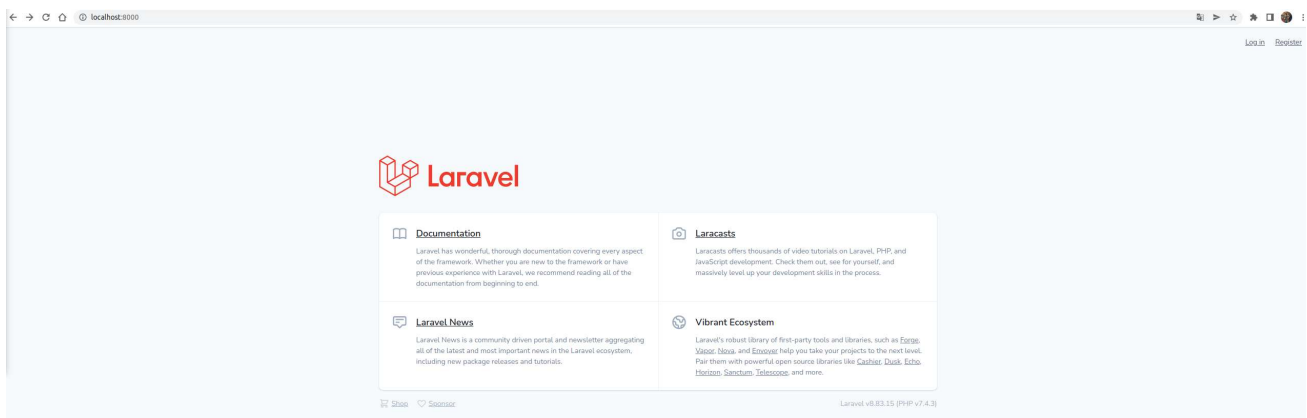 localhost:8000
Log in Register
Laravel
Documentation
Laravel has wonderful, thorough documentation covering every aspect
of the framework. Whether you are new to the framework or have
previous experience with Laravel, we recommend reading all of the
documentation from beginning to end.
Laracasts
Laracasts offers thousands of video tutorials on Laravel, PHP, and
JavaScript development. Check them out, see for yourself, and
massively level up your development skills in the process.
Laravel News
Laravel News is a community driven portal and newsletter aggregating
all of the latest and most important news in the Laravel ecosystem,
including new package releases and tutorials.
Vibrant Ecosystem
Laravel's robust library of first-party tools and libraries, such as Forge,
Vapor, Nova, and Envoyer help you take your projects to the next level.
Pair them with powerful open source libraries like Cashier, Dusk, Echo,
Horizon, Sanctum, Telescope, and more.
Shop Sponsor
Laravel v8.83.15 (PHP v7.4.3)